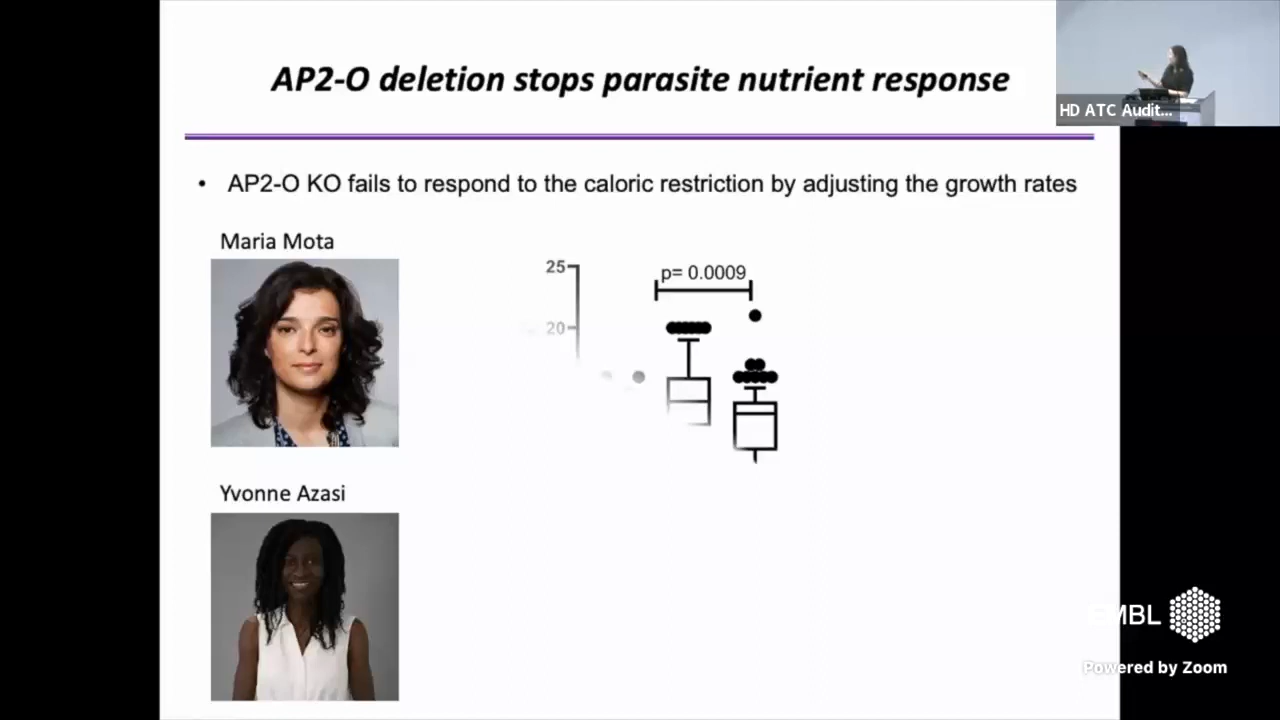 AP2-O deletion stops parasite nutrient response
HD ATC Audit...
• AP2-O KO fails to respond to the caloric restriction by adjusting the growth rates
Maria Mota
25
p= 0.0009
20
Yvonne Azasi
EMBL
Powered by Zoom